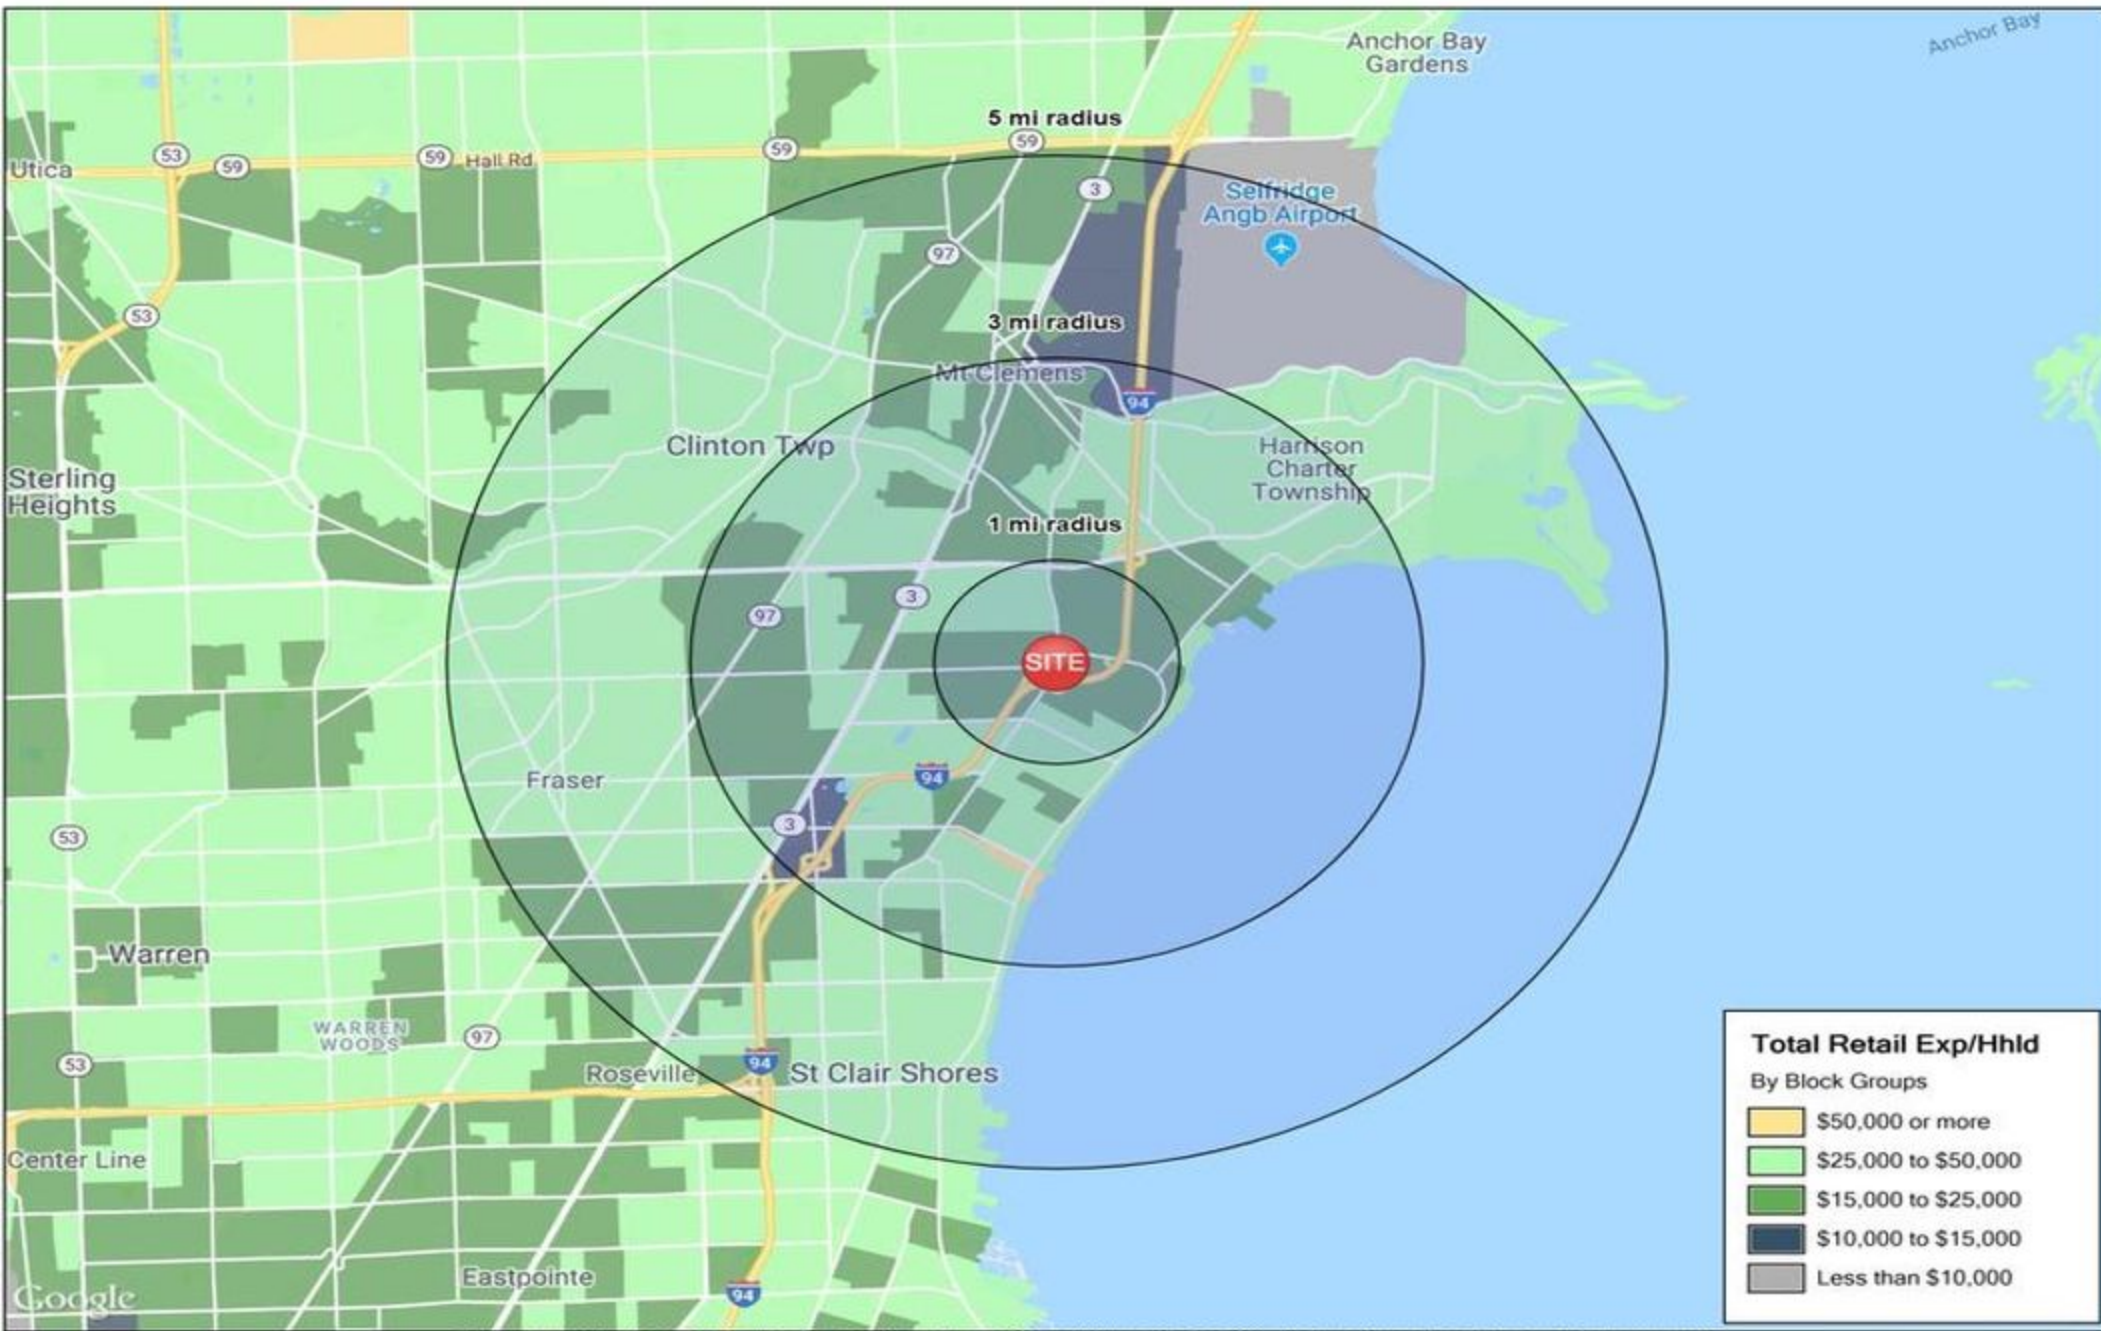 Anchor Bay
Anchor Bay
Gardens
5 mi radius
59
53
59
59
Hall Rd
59
Utica
3
Selfridge
Angb Airport
97
53
3 mi radius
Mt Clemens
94
Clinton Twp
Harrison
Charter
Township
Sterling
Heights
1 mi radius
3
97
SITE
94
Fraser
3
53
Warren
WARREN
WOODS
97
53
94
Roseville
St Clair Shores
Center Line
Eastpointe
94
Google
Total Retail Exp/Hhld
By Block Groups
$50,000 or more
$25,000 to $50,000
$15,000 to $25,000
$10,000 to $15,000
Less than $10,000